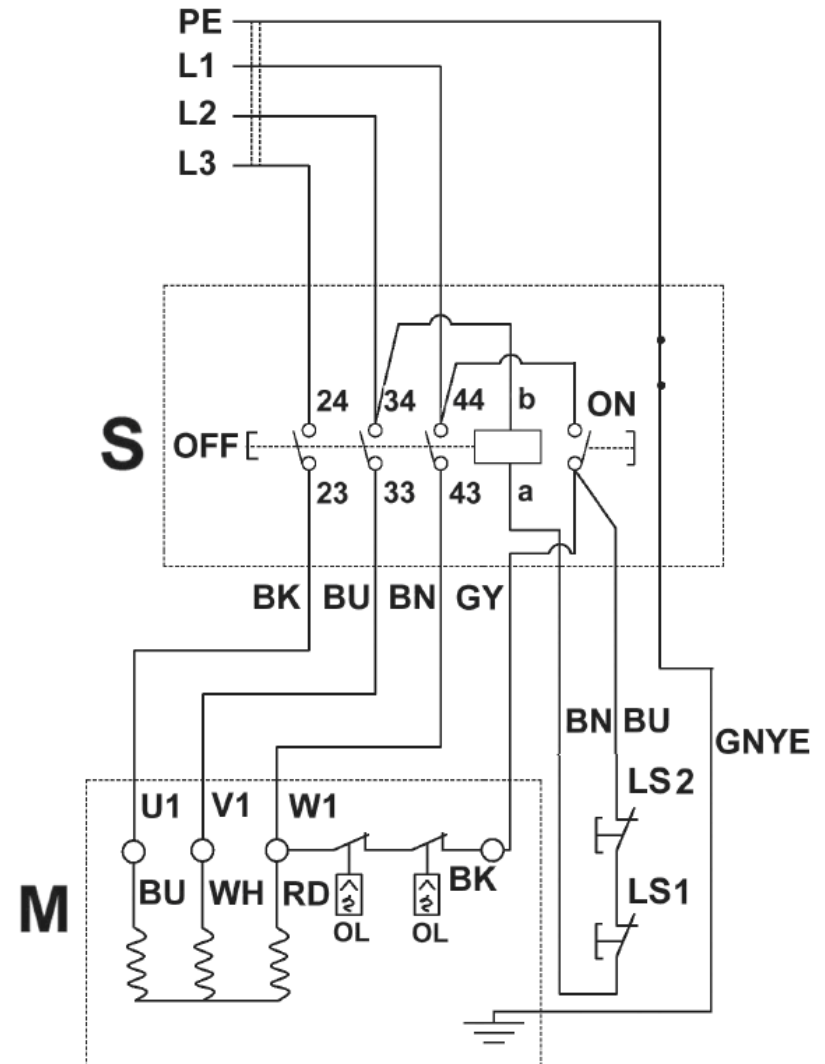 PE
L1
L2
L3
24 34 44 b ON
S OFF
23 33 43 a
BK BU BN GY
BN BU
GNYE
LS2
U1 V1 W1
BU WH RD BK
LS1
M
OL OL